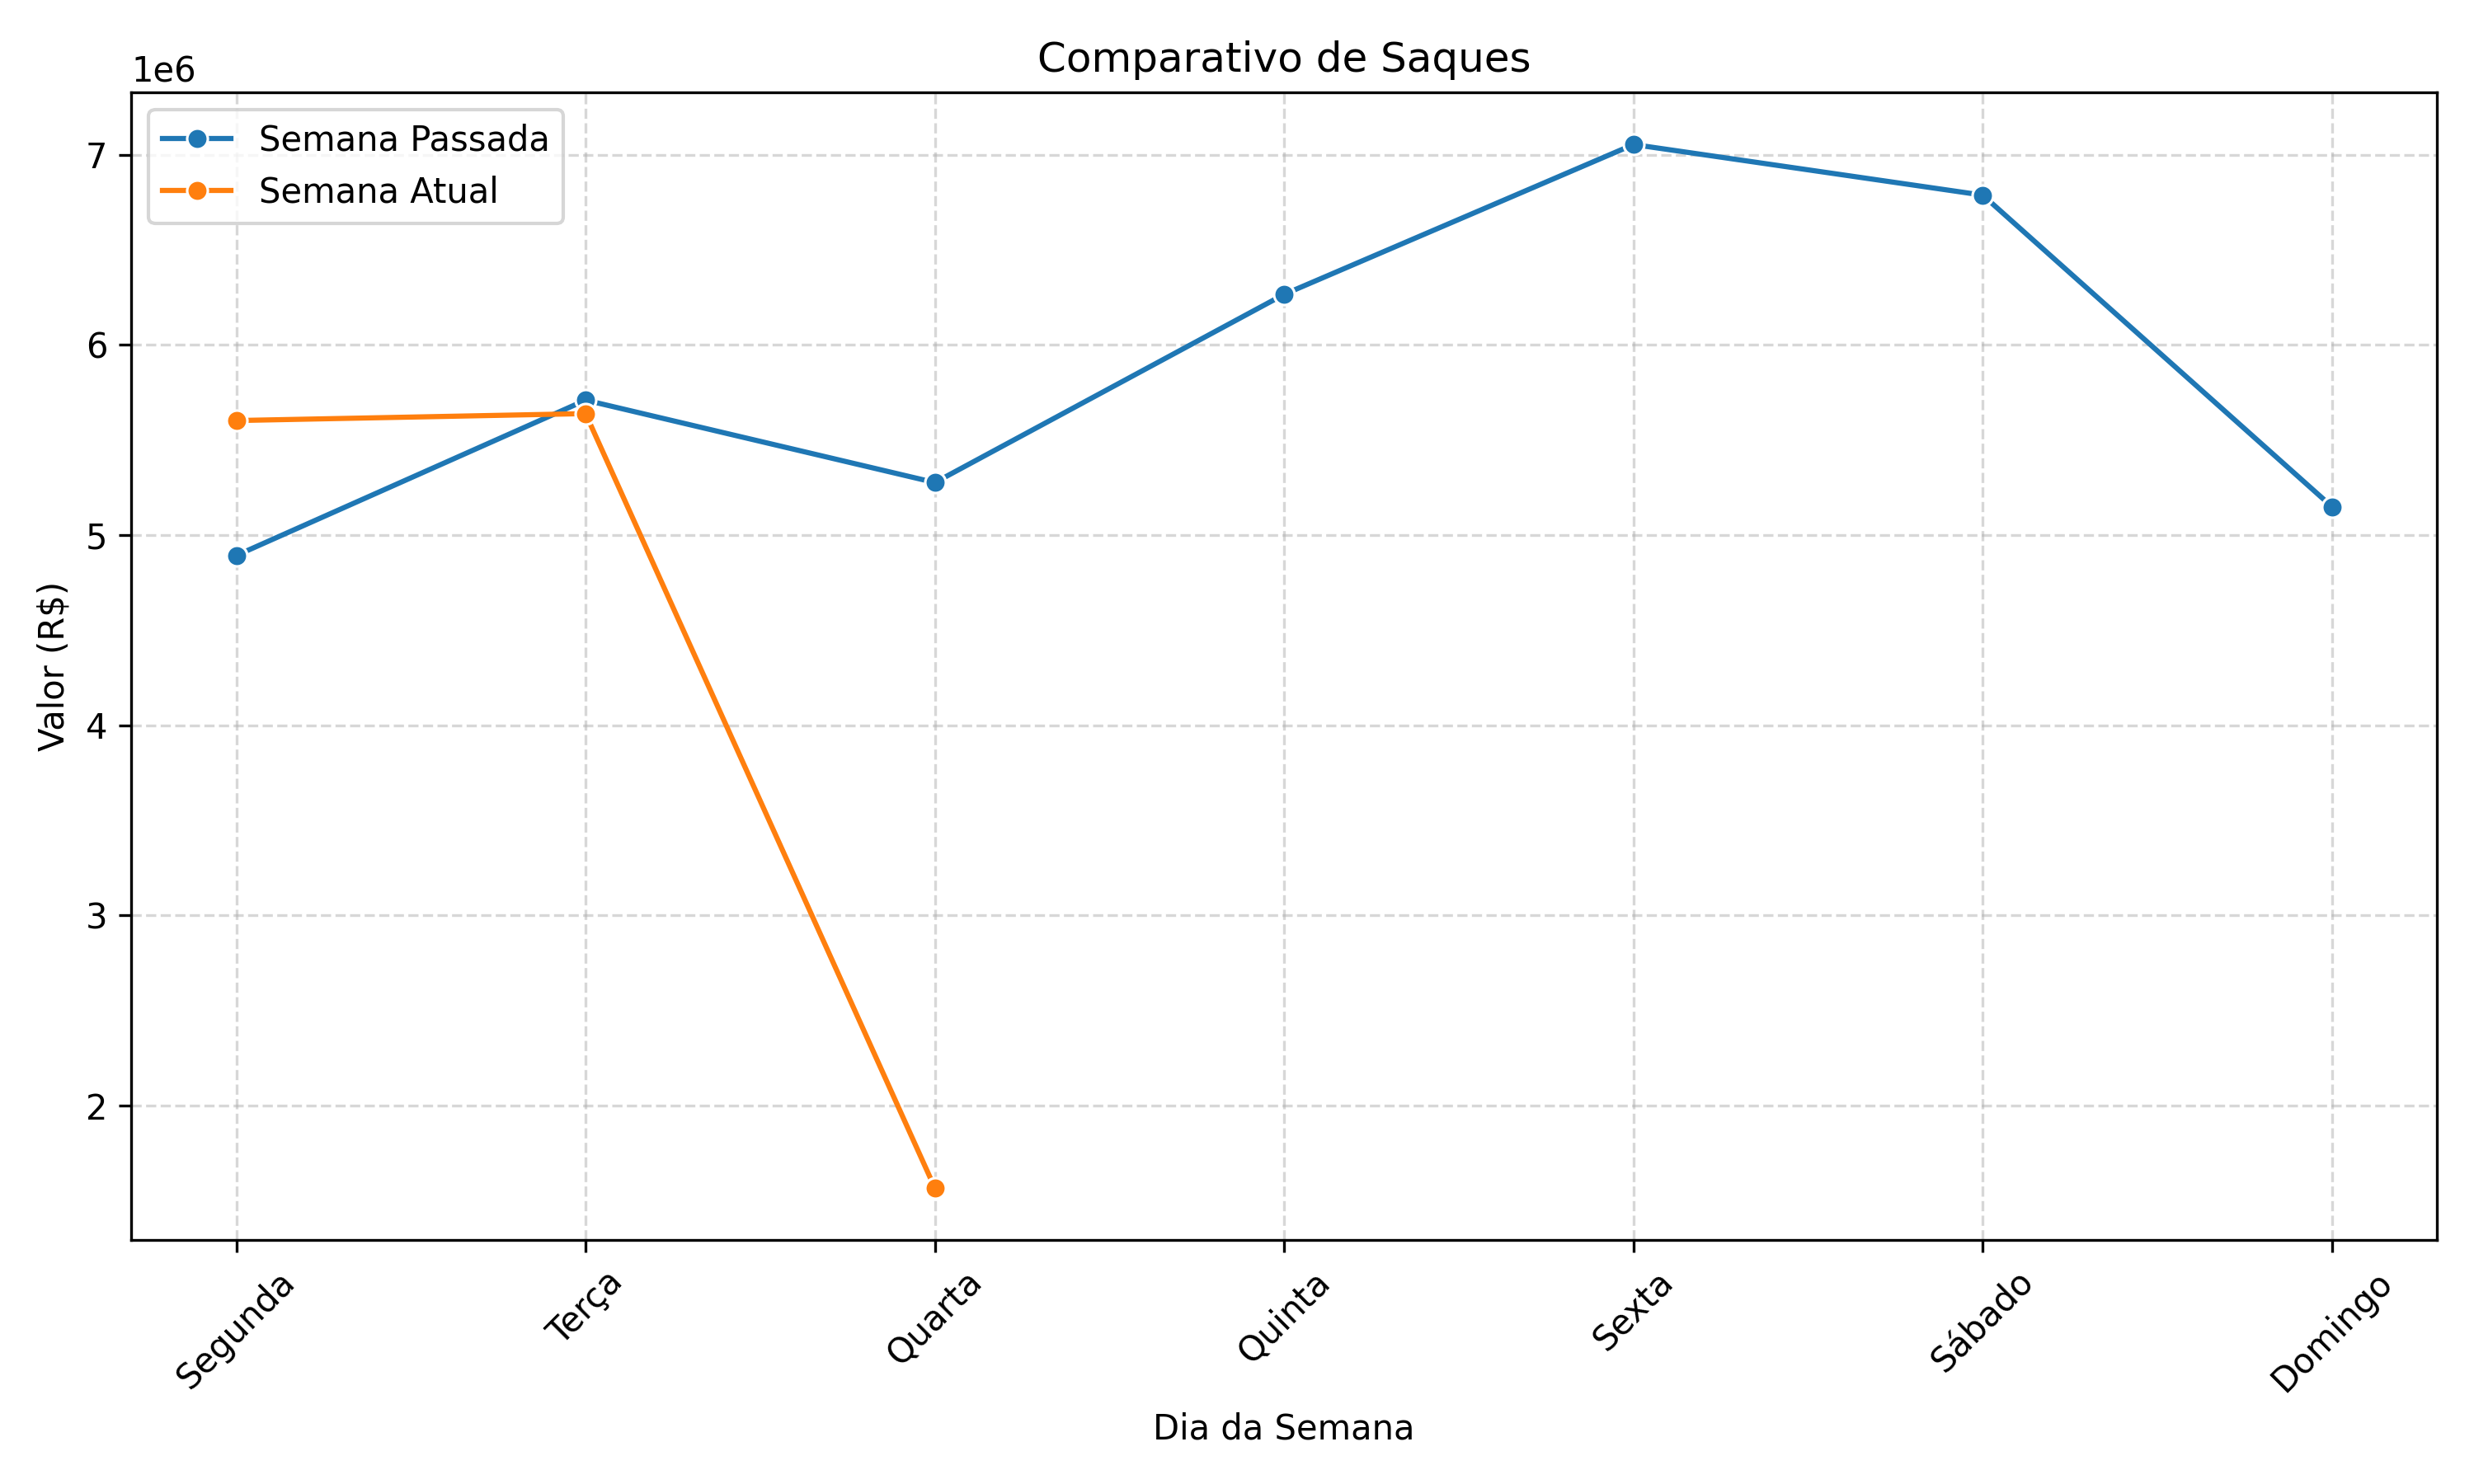 Comparativo de Saques
1e6
Semana Passada
Semana Atual
7
6
5
4
3
2
Valor (R$)
Segunda
Terça
Quarta
Quinta
Sexta
Sábado
Domingo
Dia da Semana